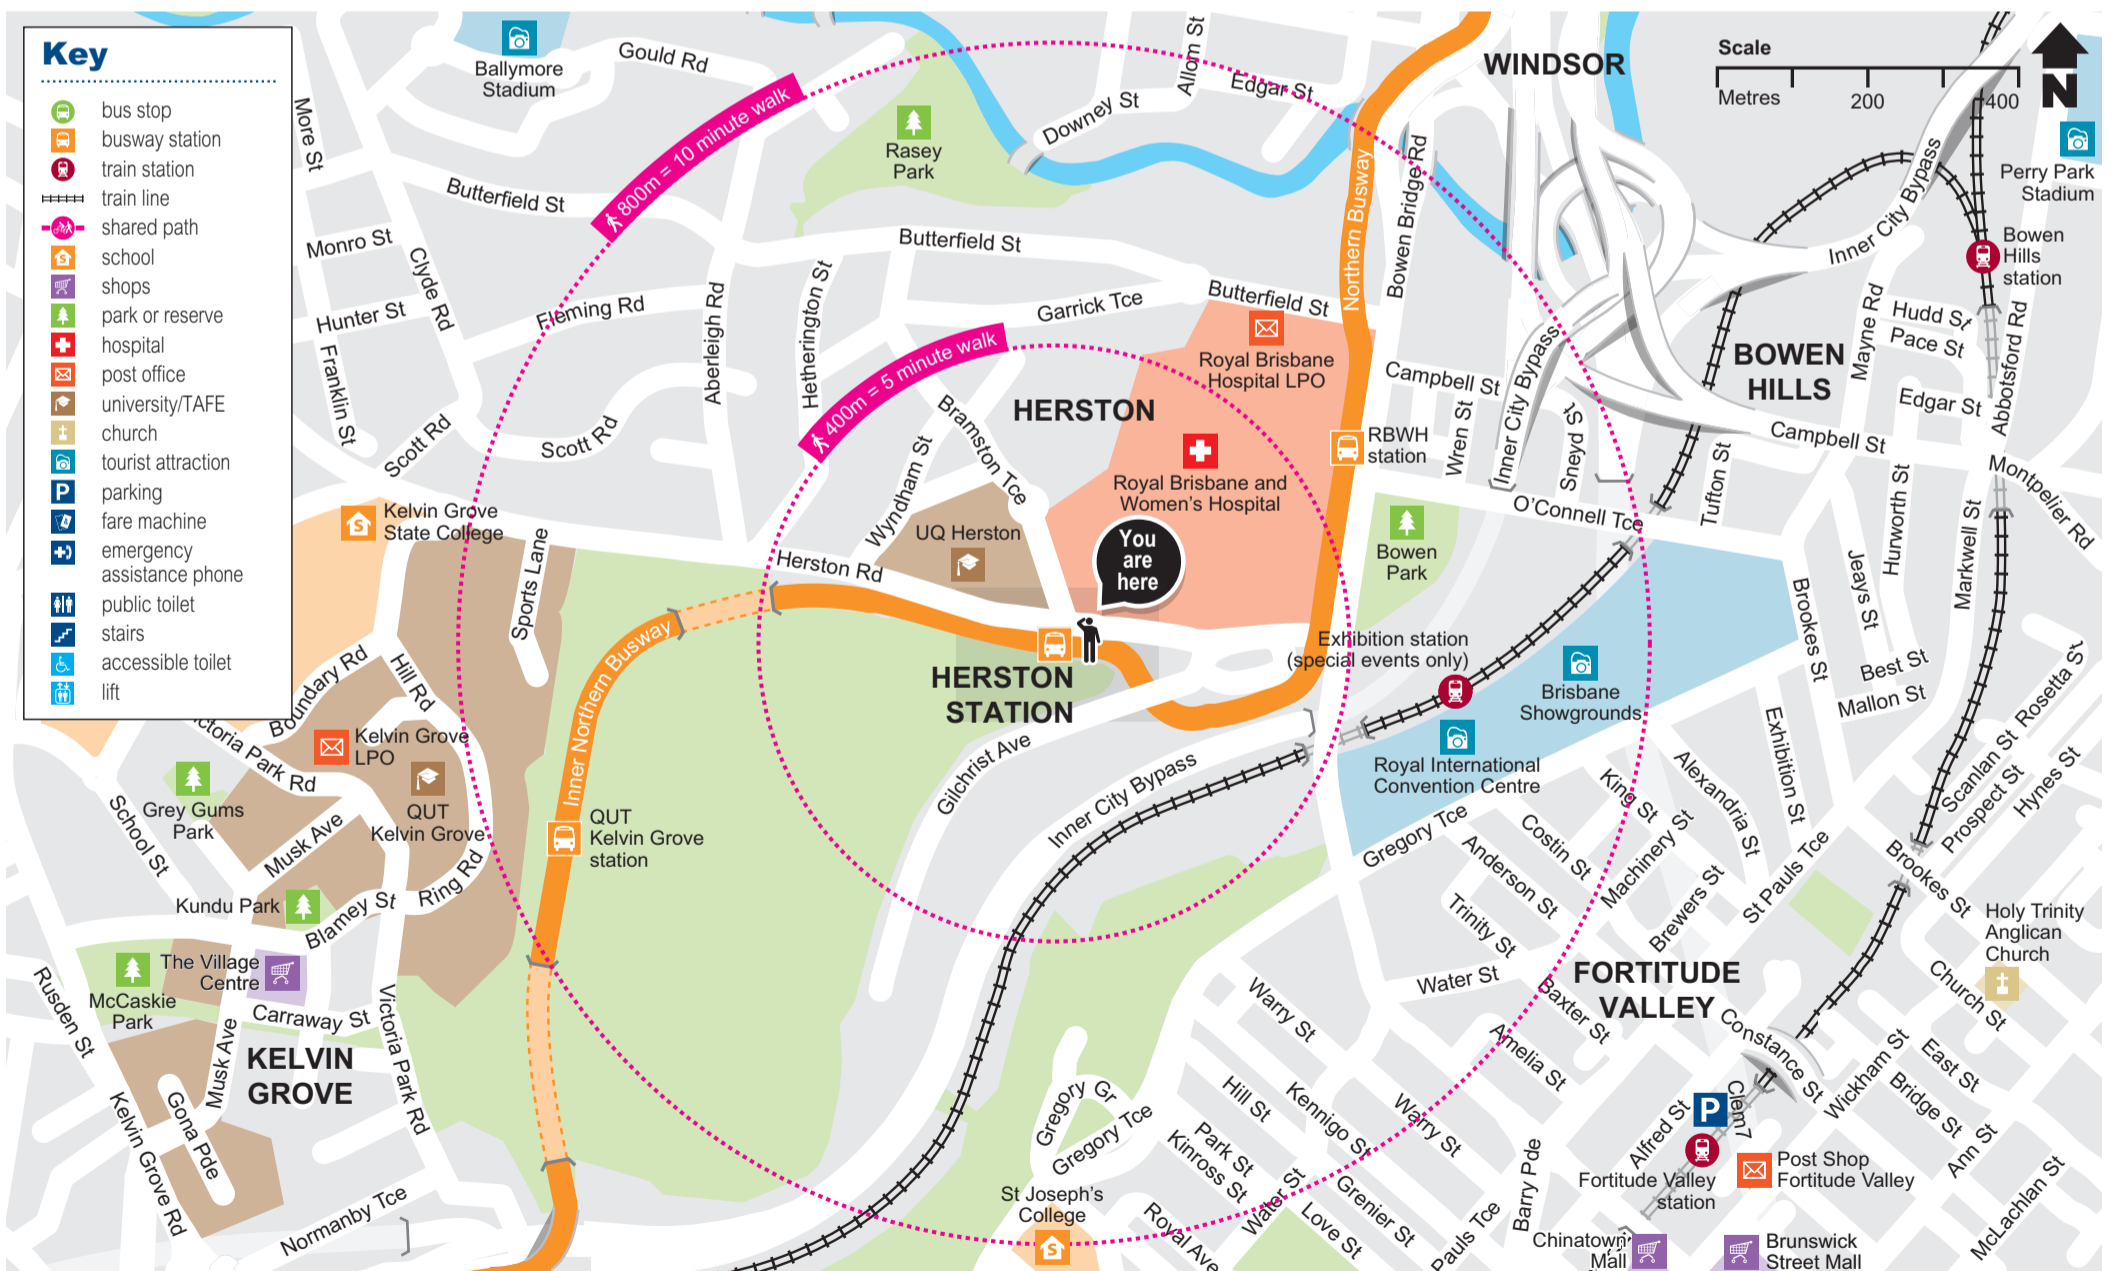 Key
bus stop
busway station
train station
train line
shared path
school
shops
park or reserve
hospital
post office
university/TAFE
church
tourist attraction
P
parking
fare machine
emergency
assistance phone
public toilet
stairs
accessible toilet
lift
Ballymore
Stadium
Gould Rd
Allom St
Edgar St
Downey St
WINDSOR
Scale
Metres
200
400
N
Perry Park
Stadium
More St
800m = 10 minute walk
Rasey
Park
Butterfield St
Butterfield St
Butterfield St
Northern Busway
Bowen Bridge Rd
Inner City Bypass
Bowen
Hills
station
Monro St
Clyde Rd
Hunter St
Fleming Rd
Franklin St
Aberleigh Rd
Hetherington St
Garrick Tce
400m = 5 minute walk
Royal Brisbane
Hospital LPO
Campbell St
Inner City Bypass
BOWEN
HILLS
Mayne Rd
Hudd St
Pace St
Abbotsford Rd
Edgar St
Scott Rd
Scott Rd
Wyndham St
Bramston Tce
HERSTON
RBWH
station
Wren St
Sneyd St
Campbell St
Tufton St
Montpelier Rd
Royal Brisbane and
Women's Hospital
Kelvin Grove
State College
S
Sports Lane
UQ Herston
You
are
here
Herston Rd
Bowen
Park
O'Connell Tce
Hurworth St
Jeays St
Markwell St
Brookes St
Boundary Rd
Hill Rd
Inner Northern Busway
HERSTON
STATION
Exhibition station
(special events only)
Brisbane
Showgrounds
Best St
Mallon St
Victoria Park Rd
Kelvin Grove
LPO
Gilchrist Ave
Inner City Bypass
Royal International
Convention Centre
Exhibition St
Rosetta St
Scanlan St
Prospect St
Hynes St
Grey Gums
Park
QUT
Kelvin Grove
QUT
Kelvin Grove
station
Gregory Tce
King St
Alexandria St
School St
Musk Ave
Costin St
Machinery St
Anderson St
Brewers St
St Pauls Tce
Brookes St
Kundu Park
Blamey St
Ring Rd
Trinity St
Holy Trinity
Anglican
Church
The Village
Centre
McCaskie
Park
Rusden St
Carraway St
Victoria Park Rd
Musk Ave
KELVIN
GROVE
Water St
FORTITUDE
VALLEY
Baxter St
Church St
Warry St
Amelia St
Constance St
Wickham St
East St
Bridge St
Gona Pde
Kelvin Grove Rd
Normanby Tce
Gregory Gr
Gregory Tce
Hill St
Kennigo St
Warry St
Park St
Kinross St
Water St
Grenier St
Love St
Royal Ave
Barry Pde
Pauls Tce
Alfred St
P
Clem7
Ann St
McLachlan St
Fortitude Valley
station
Post Shop
Fortitude Valley
St Joseph's
College
S
Chinatown
Mall
Brunswick
Street Mall